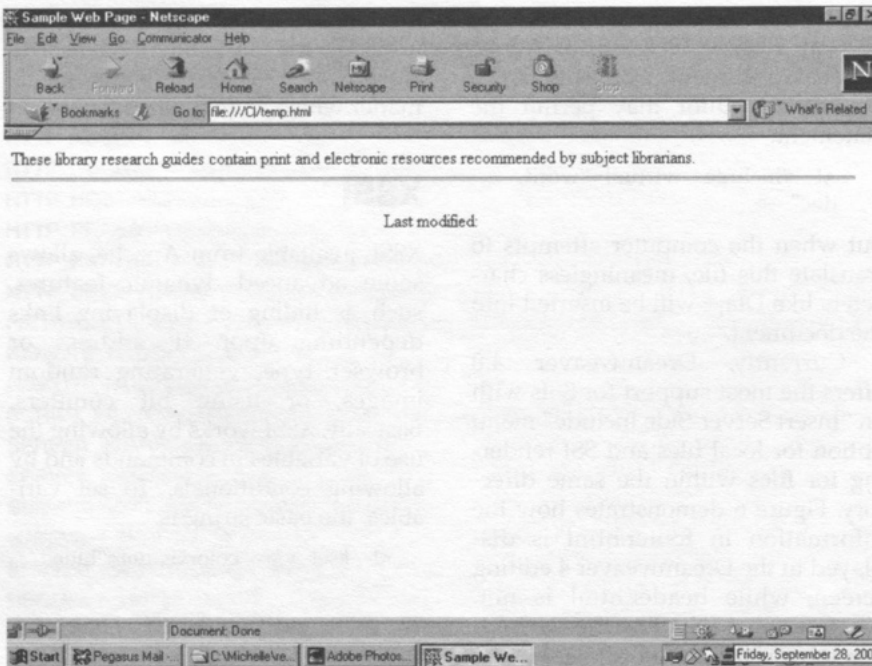 Sample Web Page - Netscape
File Edit View Go Communicator Help
Back Forward Reload Home Search Netscape Print Security Shop Stop
Bookmarks Go to: file:///C|/temp.html What's Related
These library research guides contain print and electronic resources recommended by subject librarians.
Last modified:
Document: Done
Start Pegasus Mail - C:\Michelle\ve... Adobe Photos... Sample We... Friday, September 28, 200